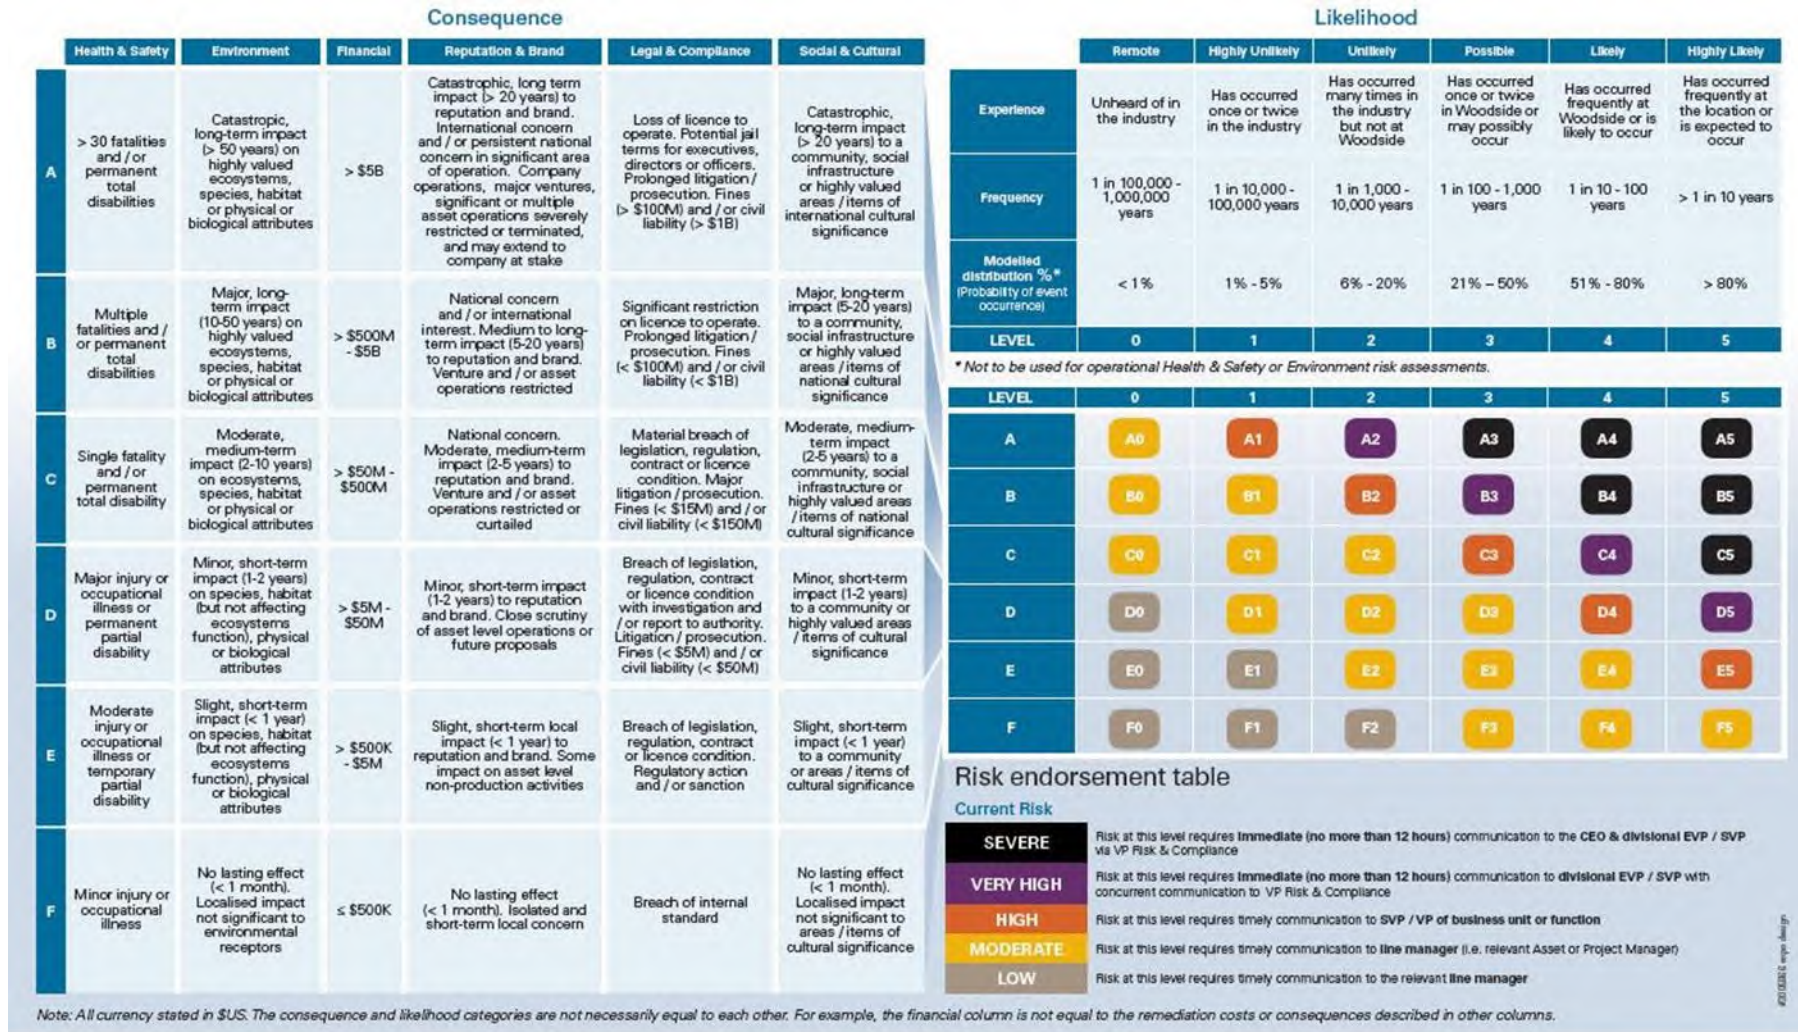 Consequence
Health & Safety
Environment
Financial
Reputation & Brand
Legal & Compliance
Social & Cultural
A
> 30 fatalities
and / or
permanent
total
disabilities
Catastropic,
long-term impact
(> 50 years) on
highly valued
ecosystems,
species, habitat
or physical or
biological attributes
> $5B
Catastrophic, long term
impact (> 20 years) to
reputation and brand.
International concern
and / or persistent national
concern in significant area
of operation. Company
operations, major ventures,
significant or multiple
asset operations severely
restricted or terminated,
and may extend to
company at stake
Loss of licence to
operate. Potential jail
terms for executives,
directors or officers.
Prolonged litigation /
prosecution. Fines
(> $100M) and / or civil
liability (> $1B)
Catastrophic,
long-term impact
(> 20 years) to a
community, social
infrastructure
or highly valued
areas / items of
international cultural
significance
B
Multiple
fatalities and /
or permanent
total
disabilities
Major, long-
term impact
(10-50 years) on
highly valued
ecosystems,
species, habitat
or physical or
biological attributes
> $500M
- $5B
National concern
and / or international
interest. Medium to long-
term impact (5-20 years)
to reputation and brand.
Venture and / or asset
operations restricted
Significant restriction
on licence to operate.
Prolonged litigation /
prosecution. Fines
(< $100M) and / or civil
liability (< $1B)
Major, long-term
impact (5-20 years)
to a community,
social infrastructure
or highly valued
areas / items of
national cultural
significance
C
Single fatality
and / or
permanent
total disability
Moderate,
medium-term
impact (2-10 years)
on ecosystems,
species, habitat
or physical or
biological attributes
> $50M -
$500M
National concern.
Moderate, medium-term
impact (2-5 years) to
reputation and brand.
Venture and / or asset
operations restricted or
curtailed
Material breach of
legislation, regulation,
contract or licence
condition. Major
litigation / prosecution.
Fines (< $15M) and / or
civil liability (< $150M)
Moderate, medium-
term impact
(2-5 years) to a
community, social
infrastructure or
highly valued areas
/ items of national
cultural significance
D
Major injury or
occupational
illness or
permanent
partial
disability
Minor, short-term
impact (1-2 years)
on species, habitat
(but not affecting
ecosystems
function), physical
or biological
attributes
> $5M -
$50M
Minor, short-term impact
(1-2 years) to reputation
and brand. Close scrutiny
of asset level operations or
future proposals
Breach of legislation,
regulation, contract
or licence condition
with investigation and
/ or report to authority.
Litigation / prosecution.
Fines (< $5M) and / or
civil liability (< $50M)
Minor, short-term
impact (1-2 years)
to a community or
highly valued areas
/ items of cultural
significance
E
Moderate
injury or
occupational
illness or
temporary
partial
disability
Slight, short-term
impact (< 1 year)
on species, habitat
(but not affecting
ecosystems
function), physical
or biological
attributes
> $500K
- $5M
Slight, short-term local
impact (< 1 year) to
reputation and brand. Some
impact on asset level
non-production activities
Breach of legislation,
regulation, contract
or licence condition.
Regulatory action
and / or sanction
Slight, short-term
impact (< 1 year)
to a community
or areas / items of
cultural significance
F
Minor injury or
occupational
illness
No lasting effect
(< 1 month).
Localised impact
not significant to
environmental
receptors
≤ $500K
No lasting effect
(< 1 month). Isolated and
short-term local concern
Breach of internal
standard
No lasting effect
(< 1 month).
Localised impact
not significant to
areas / items of
cultural significance
Likelihood
Remote
Highly Unlikely
Unlikely
Possible
Likely
Highly Likely
Experience
Unheard of in
the industry
Has occurred
once or twice
in the industry
Has occurred
many times in
the industry
but not at
Woodside
Has occurred
once or twice
in Woodside or
may possibly
occur
Has occurred
frequently at
Woodside or is
likely to occur
Has occurred
frequently at
the location or
is expected to
occur
Frequency
1 in 100,000 -
1,000,000
years
1 in 10,000 -
100,000 years
1 in 1,000 -
10,000 years
1 in 100 - 1,000
years
1 in 10 - 100
years
> 1 in 10 years
Modelled
distribution %*
(Probability of event
occurrence)
< 1%
1% - 5%
6% - 20%
21% – 50%
51% - 80%
> 80%
LEVEL 0 1 2 3 4 5
* Not to be used for operational Health & Safety or Environment risk assessments.
LEVEL 0 1 2 3 4 5
A A0 A1 A2 A3 A4 A5
B B0 B1 B2 B3 B4 B5
C C0 C1 C2 C3 C4 C5
D D0 D1 D2 D3 D4 D5
E E0 E1 E2 E3 E4 E5
F F0 F1 F2 F3 F4 F5
Risk endorsement table
Current Risk
SEVERE
Risk at this level requires immediate (no more than 12 hours) communication to the CEO & divisional EVP / SVP
via VP Risk & Compliance
VERY HIGH
Risk at this level requires immediate (no more than 12 hours) communication to divisional EVP / SVP with
concurrent communication to VP Risk & Compliance
HIGH
Risk at this level requires timely communication to SVP / VP of business unit or function
MODERATE
Risk at this level requires timely communication to line manager (i.e. relevant Asset or Project Manager)
LOW
Risk at this level requires timely communication to the relevant line manager
Note: All currency stated in $US. The consequence and likelihood categories are not necessarily equal to each other. For example, the financial column is not equal to the remediation costs or consequences described in other columns.